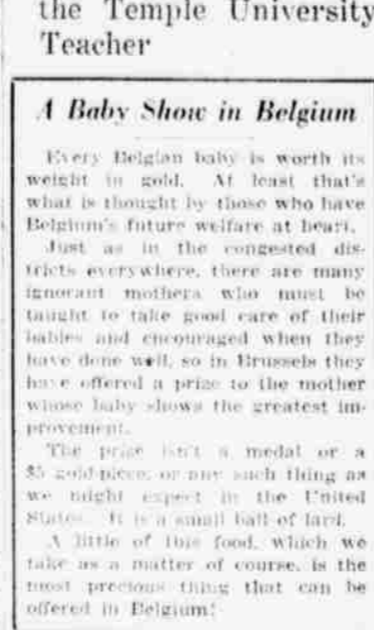 the Temple University
Teacher
A Baby Show in Belgium
Every Belgian baby is worth its
weight in gold. At least that's
what is thought by those who have
Belgium's future welfare at heart.
Just as in the congested dis-
tricts everywhere, there are many
ignorant mothers who must be
taught to take good care of their
babies and encouraged when they
have done well, so in Brussels they
have offered a prize to the mother
whose baby shows the greatest im-
provement.
The prize isn't a medal or a
$5 gold-piece, or any such thing as
we might expect in the United
States. It is a small ball of lard.
A little of this food, which we
take as a matter of course, is the
most precious thing that can be
offered in Belgium!